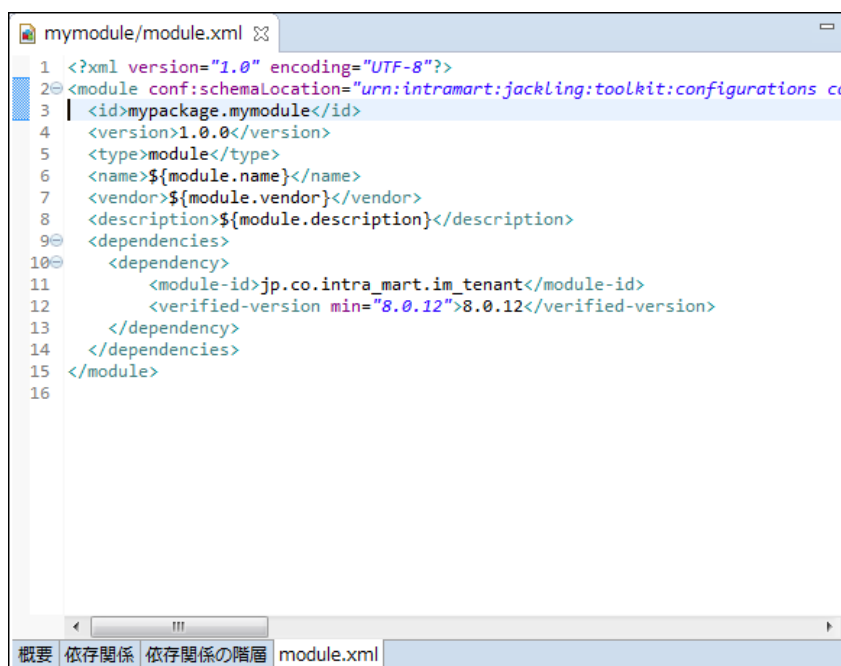 mymodule/module.xml
1 <?xml version="1.0" encoding="UTF-8"?>
2 <module conf:schemaLocation="urn:intramart:jackling:toolkit:configurations
3 <id>mypackage.mymodule</id>
4 <version>1.0.0</version>
5 <type>module</type>
6 <name>${module.name}</name>
7 <vendor>${module.vendor}</vendor>
8 <description>${module.description}</description>
9 <dependencies>
10 <dependency>
11 <module-id>jp.co.intra_mart.im_tenant</module-id>
12 <verified-version min="8.0.12">8.0.12</verified-version>
13 </dependency>
14 </dependencies>
15 </module>
16
概要 依存関係 依存関係の階層 module.xml